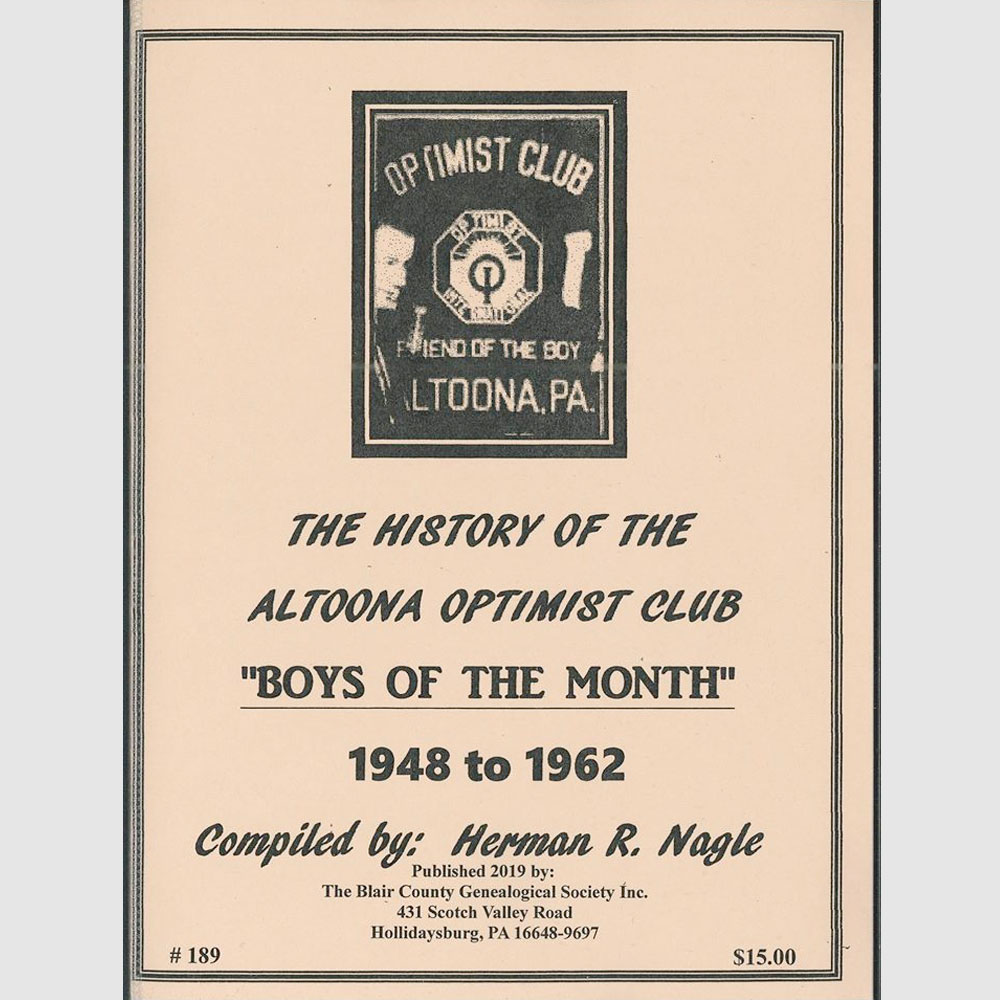 OPTIMIST CLUB
OPTIMIST
INTERNATIONAL
FRIEND OF THE BOY
ALTOONA, PA.
THE HISTORY OF THE
ALTOONA OPTIMIST CLUB
"BOYS OF THE MONTH"
1948 to 1962
Compiled by: Herman R. Nagle
Published 2019 by:
The Blair County Genealogical Society Inc.
431 Scotch Valley Road
Hollidaysburg, PA 16648-9697
# 189
$15.00